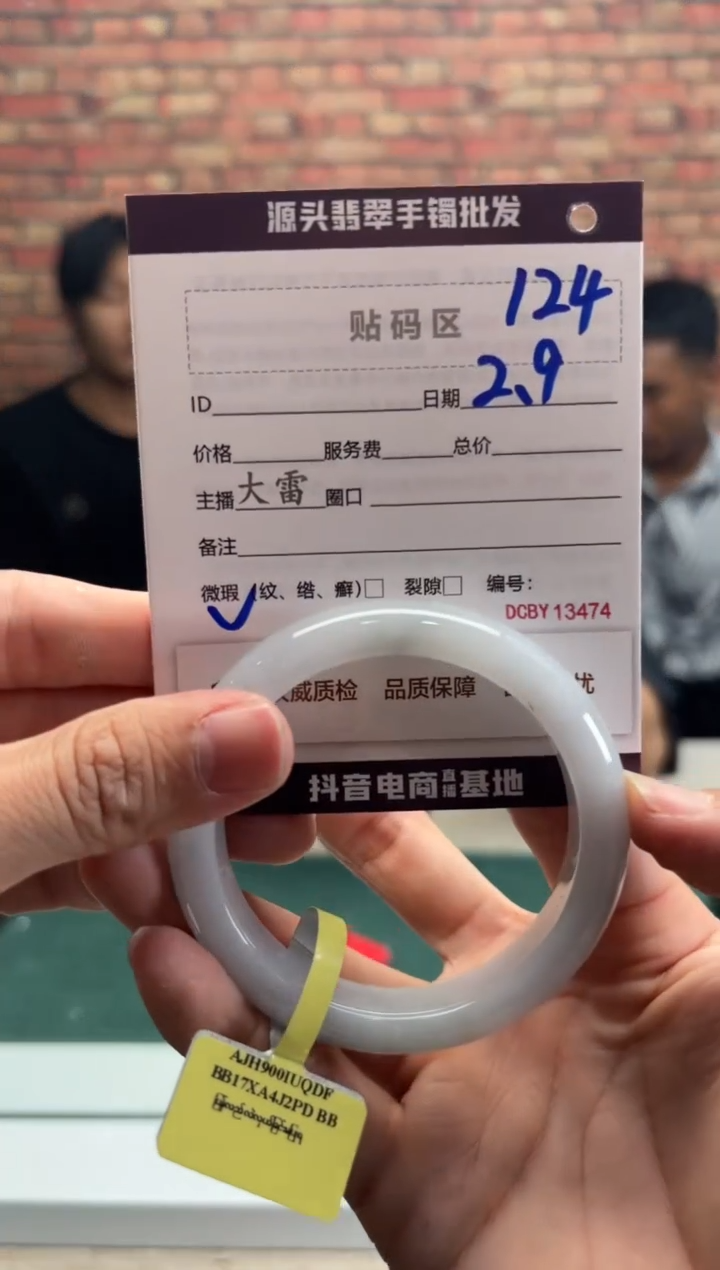 源头翡翠手镯批发
贴码区
124
ID 日期 2、9
价格 服务费 总价
主播 大雷 圈口
备注
微瑕 (纹、绺、癣)□ 裂隙□ 编号:
✓
DCBY 13474
威质检 品质保障 优
抖音电商直播基地
AJH900IUQDF
BB17XA4J2PD BB